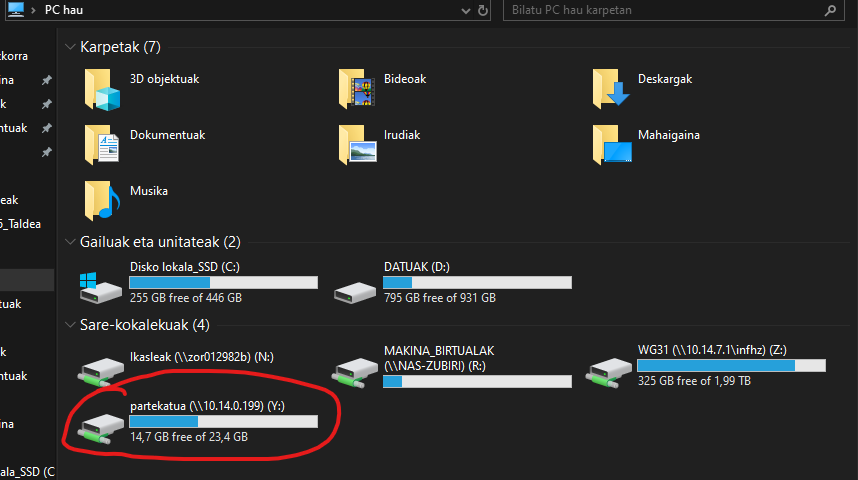 PC hau
Bilatu PC hau karpetan
Karpetak (7)
3D objektuak
Bideoak
Deskargak
Dokumentuak
Irudiak
Mahaigaina
Musika
Gailuak eta unitateak (2)
Disko lokala_SSD (C:)
255 GB free of 446 GB
DATUAK (D:)
795 GB free of 931 GB
Sare-kokalekuak (4)
Ikasleak (\\zor012982b) (N:)
MAKINA_BIRTUALAK
(\\NAS-ZUBIRI) (R:)
WG31 (\\10.14.7.1\infhz) (Z:)
325 GB free of 1,99 TB
partekatua (\\10.14.0.199) (Y:)
14,7 GB free of 23,4 GB
korra
ina
k
ntuak
eak
5_Taldea
tuak
k
ntuak
ina
ala_SSD (C